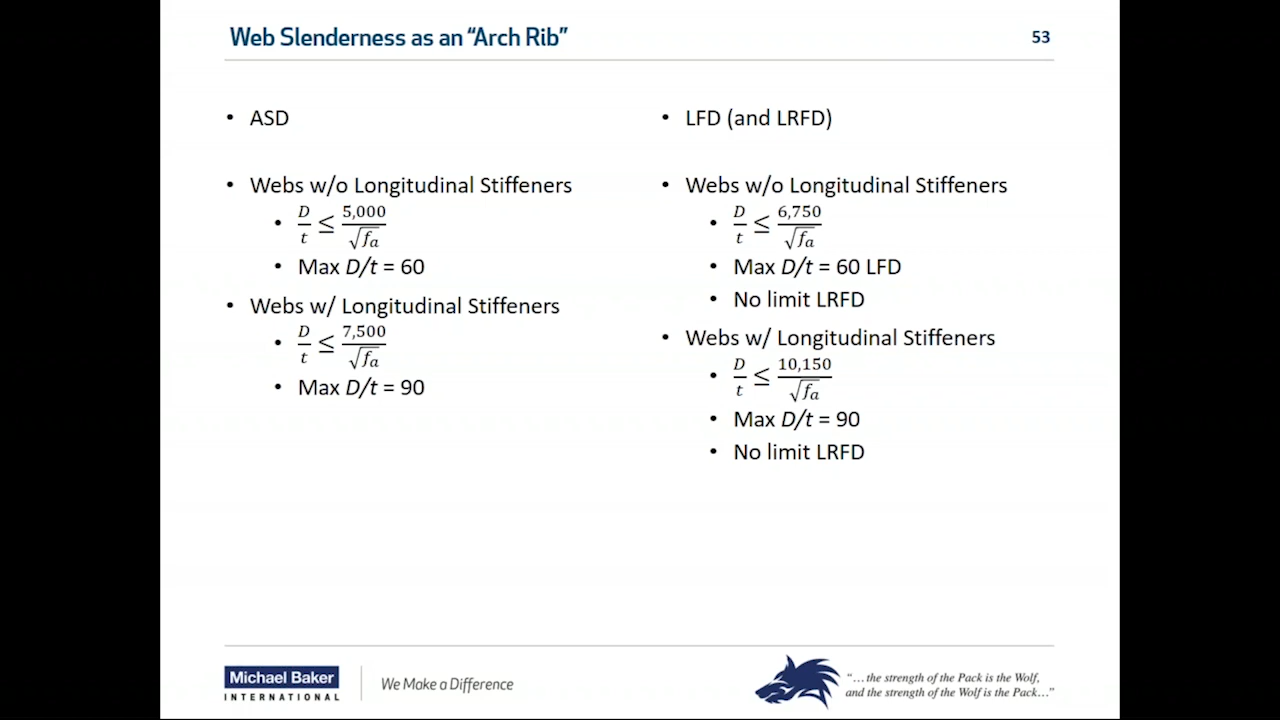 Web Slenderness as an “Arch Rib”
53
• ASD
• Webs w/o Longitudinal Stiffeners
• D/t ≤ 5,000/√fa
• Max D/t = 60
• Webs w/ Longitudinal Stiffeners
• D/t ≤ 7,500/√fa
• Max D/t = 90
• LFD (and LRFD)
• Webs w/o Longitudinal Stiffeners
• D/t ≤ 6,750/√fa
• Max D/t = 60 LFD
• No limit LRFD
• Webs w/ Longitudinal Stiffeners
• D/t ≤ 10,150/√fa
• Max D/t = 90
• No limit LRFD
Michael Baker
INTERNATIONAL
We Make a Difference
“…the strength of the Pack is the Wolf,
and the strength of the Wolf is the Pack…”